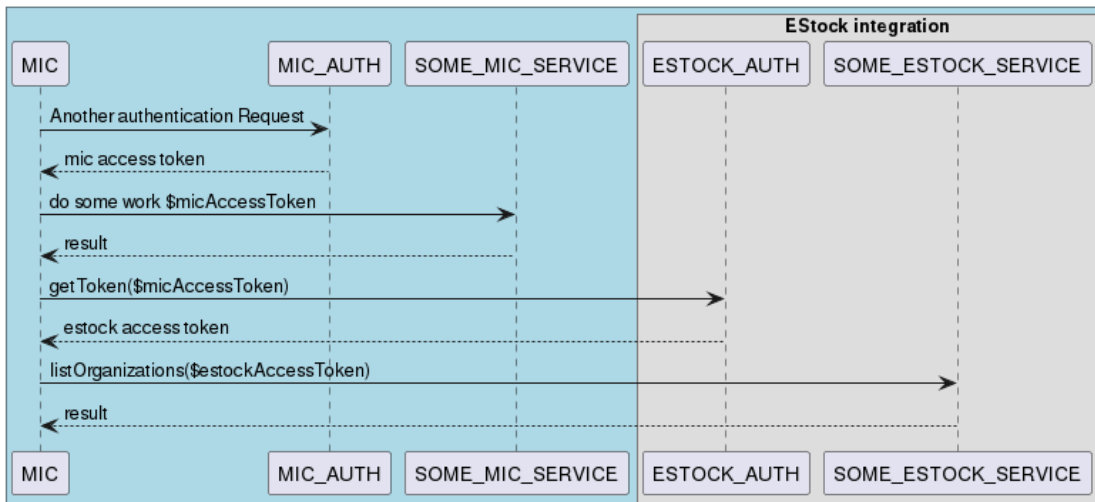 EStock integration
MIC MIC_AUTH SOME_MIC_SERVICE ESTOCK_AUTH SOME_ESTOCK_SERVICE
Another authentication Request
mic access token
do some work $micAccessToken
result
getToken($micAccessToken)
estock access token
listOrganizations($estockAccessToken)
result
MIC MIC_AUTH SOME_MIC_SERVICE ESTOCK_AUTH SOME_ESTOCK_SERVICE